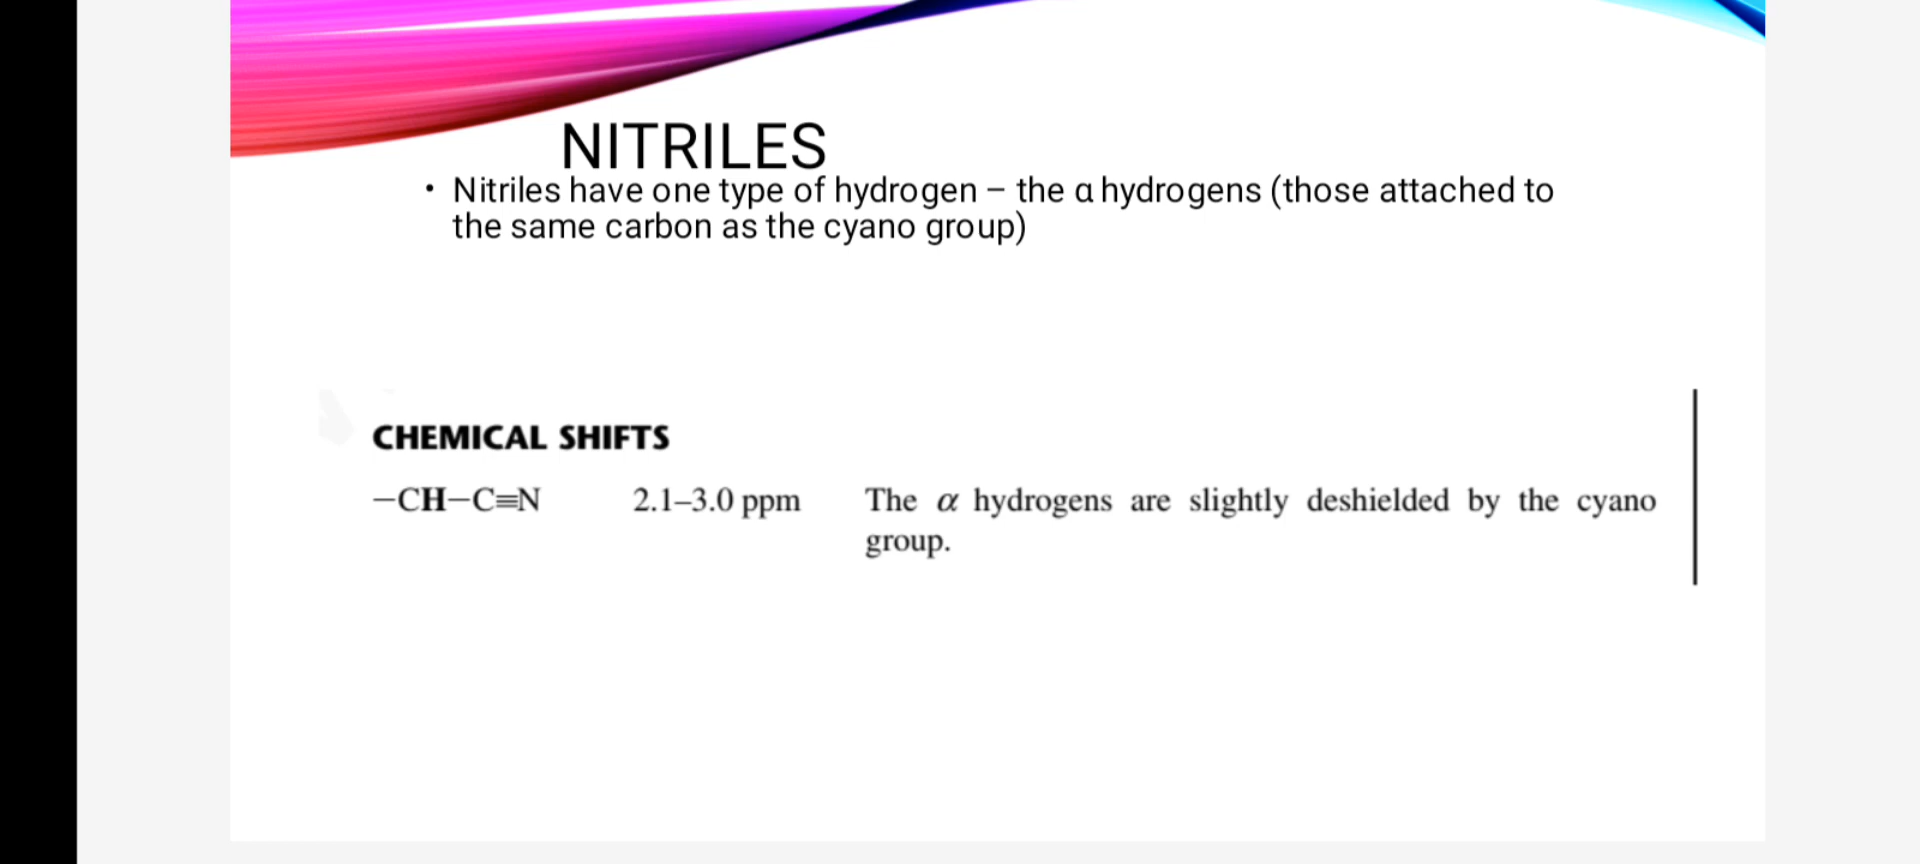 NITRILES
• Nitriles have one type of hydrogen – the α hydrogens (those attached to
the same carbon as the cyano group)
CHEMICAL SHIFTS
–CH–C≡N 2.1–3.0 ppm The α hydrogens are slightly deshielded by the cyano
group.